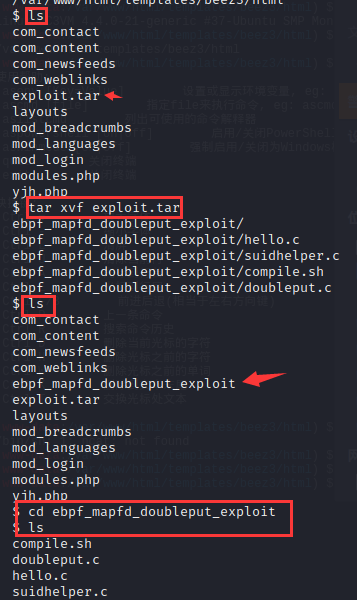 /var/www/html/templates/beez3/html
$ ls
com_contact
com_content
com_newsfeeds
com_weblinks
exploit.tar
layouts
mod_breadcrumbs
mod_languages
mod_login
modules.php
yjh.php
$ tar xvf exploit.tar
ebpf_mapfd_doubleput_exploit/
ebpf_mapfd_doubleput_exploit/hello.c
ebpf_mapfd_doubleput_exploit/suidhelper.c
ebpf_mapfd_doubleput_exploit/compile.sh
ebpf_mapfd_doubleput_exploit/doubleput.c
$ ls
com_contact
com_content
com_newsfeeds
com_weblinks
ebpf_mapfd_doubleput_exploit
exploit.tar
layouts
mod_breadcrumbs
mod_languages
mod_login
modules.php
yjh.php
$ cd ebpf_mapfd_doubleput_exploit
$ ls
compile.sh
doubleput.c
hello.c
suidhelper.c